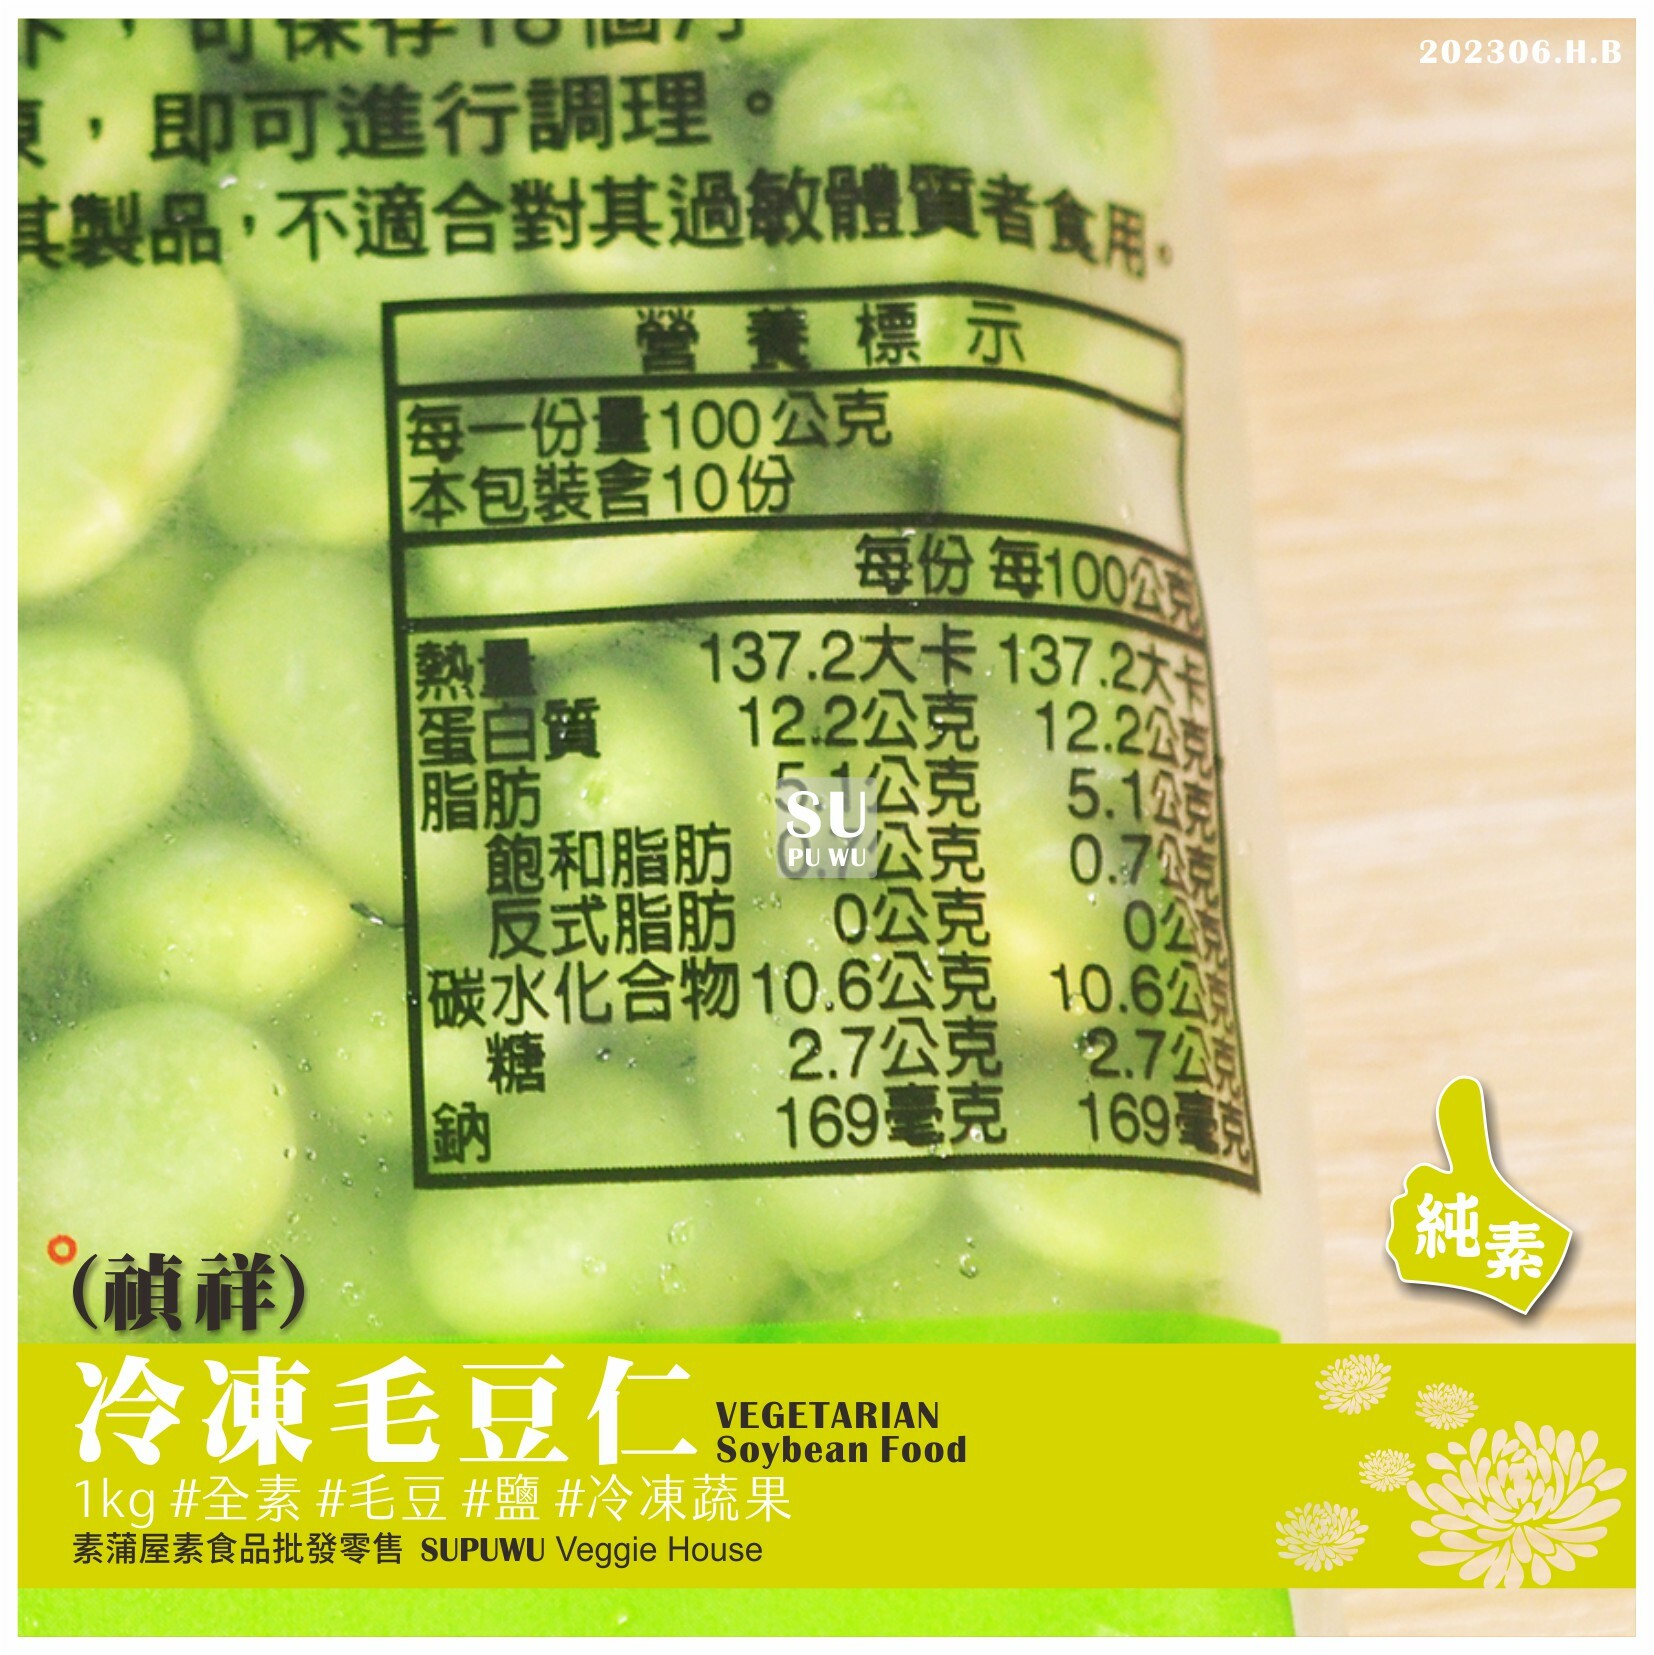 202306.H.B
，可保存18個月
，即可進行調理。
其製品，不適合對其過敏體質者食用。
營養標示
每一份量100公克
本包裝含10份
每份 每100公克
熱量 137.2大卡 137.2大卡
蛋白質 12.2公克 12.2公克
脂肪 5.1公克 5.1公克
飽和脂肪 0.7公克 0.7公克
反式脂肪 0公克 0公克
碳水化合物 10.6公克 10.6公克
糖 2.7公克 2.7公克
鈉 169毫克 169毫克
SU
PU WU
純素
(禎祥)
冷凍毛豆仁
VEGETARIAN
Soybean Food
1kg #全素 #毛豆 #鹽 #冷凍蔬果
素蒲屋素食品批發零售 SUPUWU Veggie House